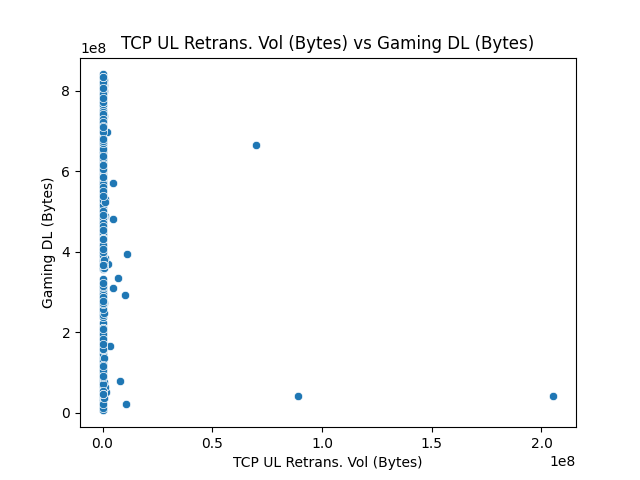 TCP UL Retrans. Vol (Bytes) vs Gaming DL (Bytes)
1e8
8
6
4
2
0
Gaming DL (Bytes)
0.0 0.5 1.0 1.5 2.0
TCP UL Retrans. Vol (Bytes)
1e8